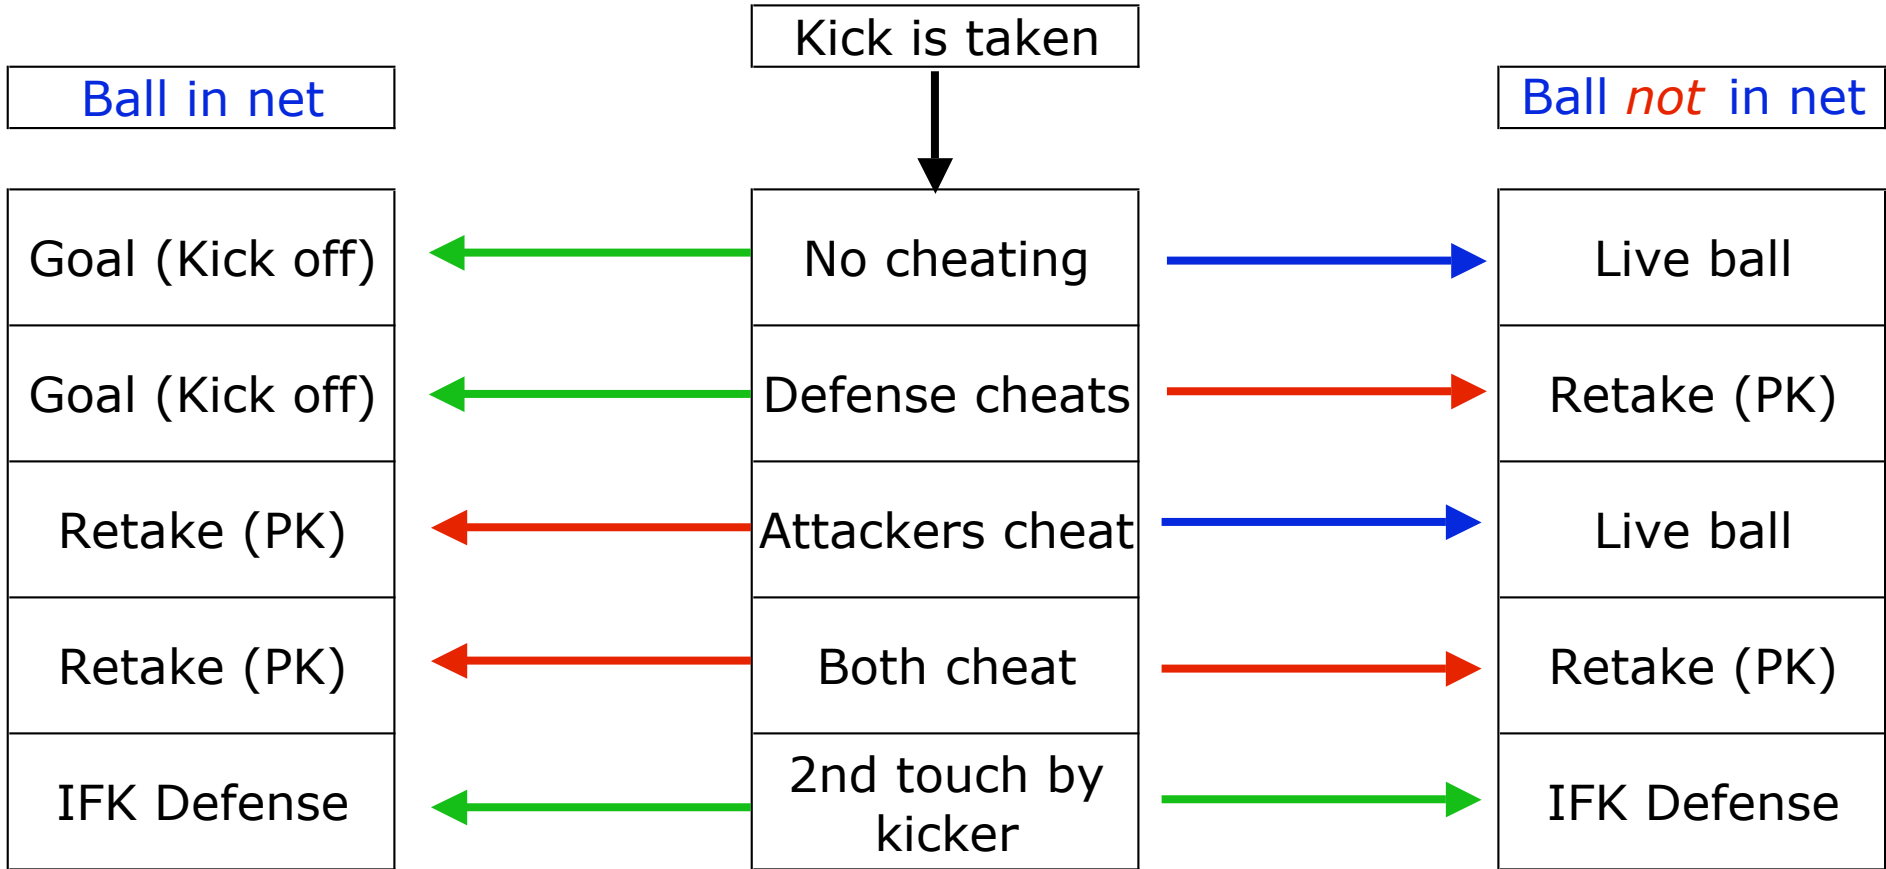 Kick is taken
Ball in net
Ball not in net
Goal (Kick off)
No cheating
Live ball
Goal (Kick off)
Defense cheats
Retake (PK)
Retake (PK)
Attackers cheat
Live ball
Retake (PK)
Both cheat
Retake (PK)
IFK Defense
2nd touch by
kicker
IFK Defense